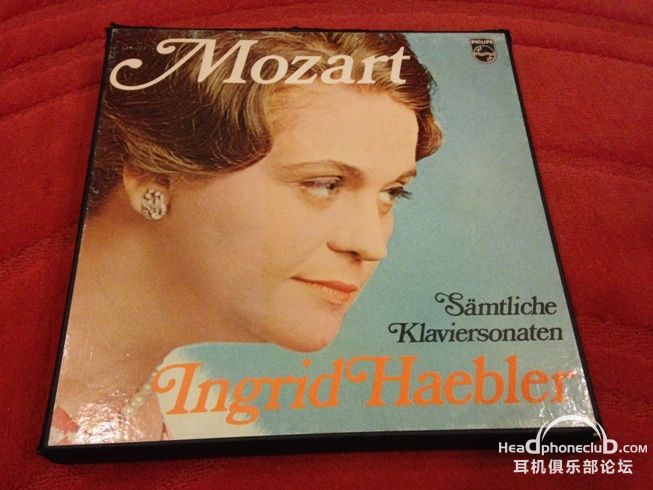 Mozart
PHILIPS
Sämtliche
Klaviersonaten
Ingrid Haebler
Headphoneclub.com
耳机俱乐部论坛